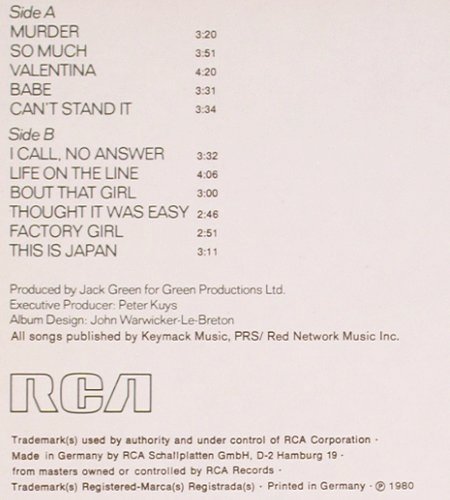 Side A
MURDER 3:20
SO MUCH 3:51
VALENTINA 4:20
BABE 3:31
CAN'T STAND IT 3:34
Side B
I CALL, NO ANSWER 3:32
LIFE ON THE LINE 4:06
BOUT THAT GIRL 3:00
THOUGHT IT WAS EASY 2:46
FACTORY GIRL 2:51
THIS IS JAPAN 3:11
Produced by Jack Green for Green Productions Ltd.
Executive Producer: Peter Kuys
Album Design: John Warwicker-Le-Breton
All songs published by Keymack Music, PRS/ Red Network Music Inc.
RCA
Trademark(s) used by authority and under control of RCA Corporation ·
Made in Germany by RCA Schallplatten GmbH, D-2 Hamburg 19 ·
from masters owned or controlled by RCA Records ·
Trademark(s) Registered-Marca(s) Registrada(s) · Printed in Germany · ℗ 1980